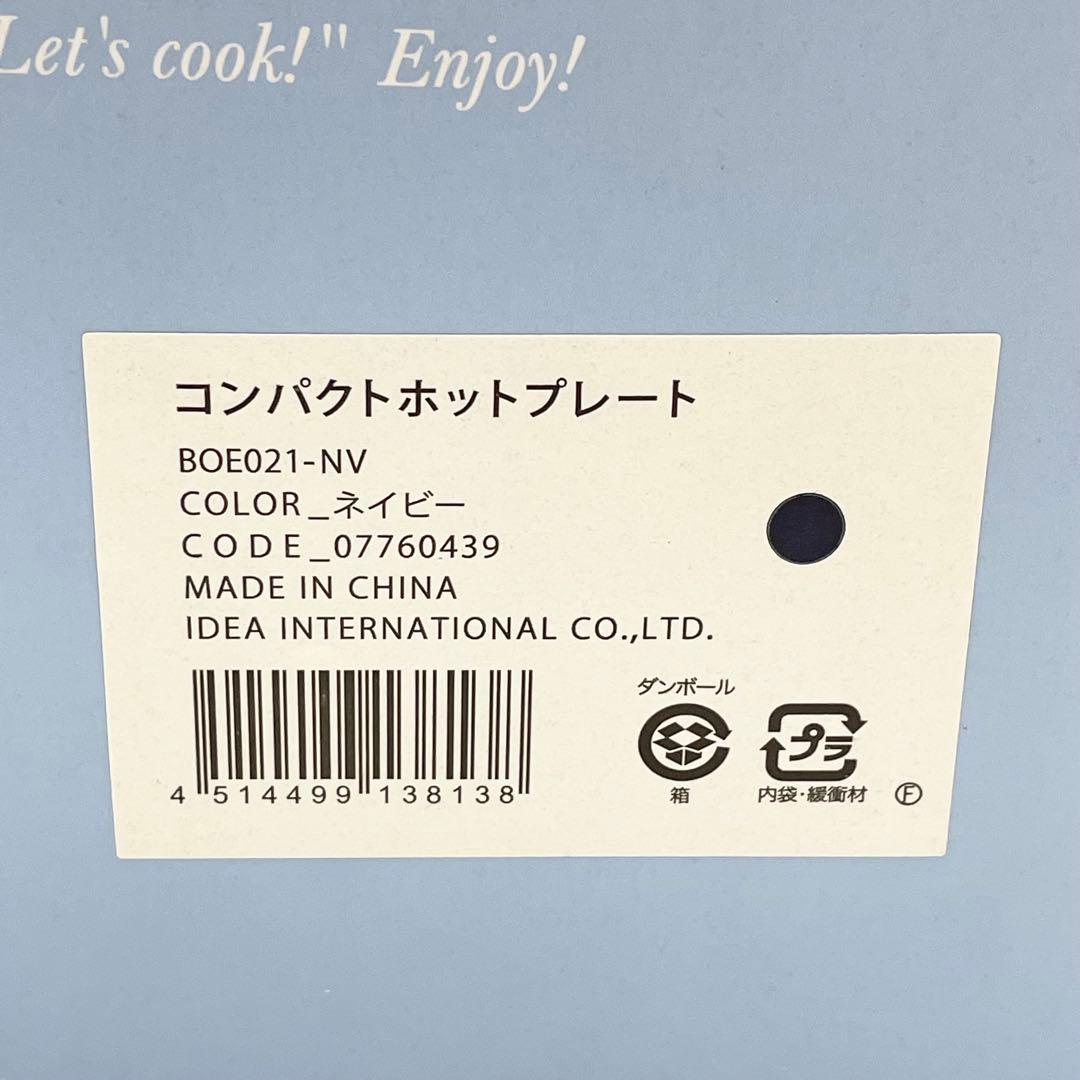 Let's cook!" Enjoy!
コンパクトホットプレート
BOE021-NV
COLOR_ネイビー
CODE_07760439
MADE IN CHINA
IDEA INTERNATIONAL CO.,LTD.
4 514499 138138
ダンボール
箱
プラ
内袋・緩衝材
F